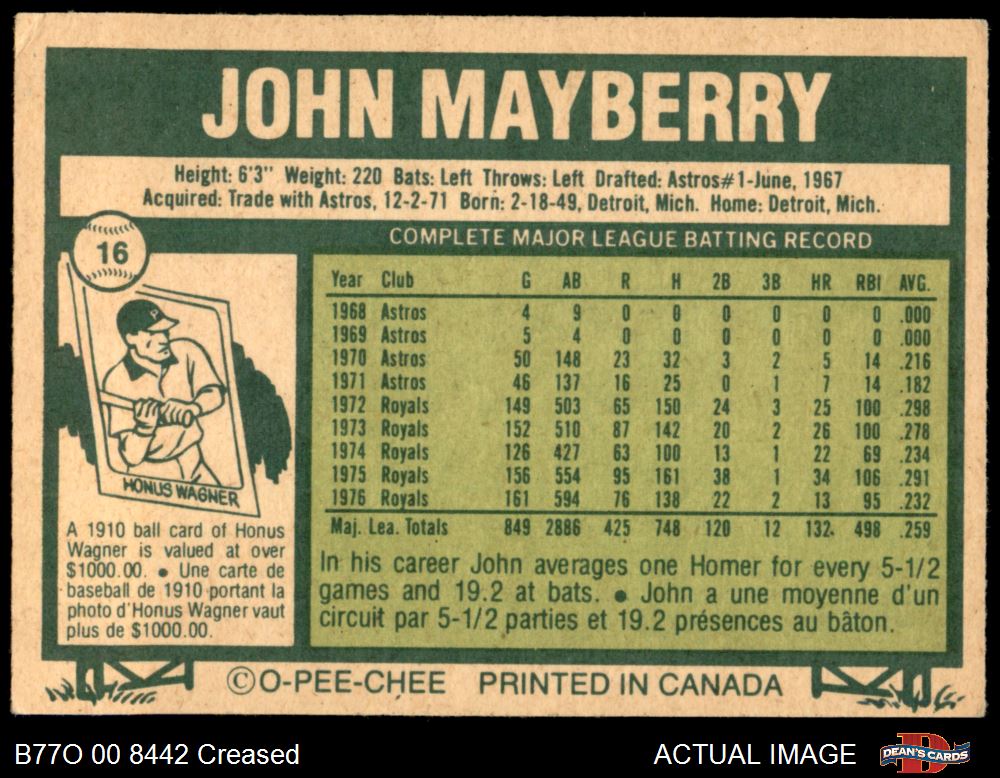 JOHN MAYBERRY
Height: 6'3" Weight: 220 Bats: Left Throws: Left Drafted: Astros#1-June, 1967
Acquired: Trade with Astros, 12-2-71 Born: 2-18-49, Detroit, Mich. Home: Detroit, Mich.
16
COMPLETE MAJOR LEAGUE BATTING RECORD
Year Club G AB R H 2B 3B HR RBI AVG.
1968 Astros 4 9 0 0 0 0 0 0 .000
1969 Astros 5 4 0 0 0 0 0 0 .000
1970 Astros 50 148 23 32 3 2 5 14 .216
1971 Astros 46 137 16 25 0 1 7 14 .182
1972 Royals 149 503 65 150 24 3 25 100 .298
1973 Royals 152 510 87 142 20 2 26 100 .278
1974 Royals 126 427 63 100 13 1 22 69 .234
1975 Royals 156 554 95 161 38 1 34 106 .291
1976 Royals 161 594 76 138 22 2 13 95 .232
Maj. Lea. Totals 849 2886 425 748 120 12 132 498 .259
In his career John averages one Homer for every 5-1/2
games and 19.2 at bats. ● John a une moyenne d'un
circuit par 5-1/2 parties et 19.2 présences au bâton.
P
HONUS WAGNER
A 1910 ball card of Honus
Wagner is valued at over
$1000.00. ● Une carte de
baseball de 1910 portant la
photo d'Honus Wagner vaut
plus de $1000.00.
©O-PEE-CHEE PRINTED IN CANADA
B77O 00 8442 Creased
ACTUAL IMAGE
DEAN'S CARDS